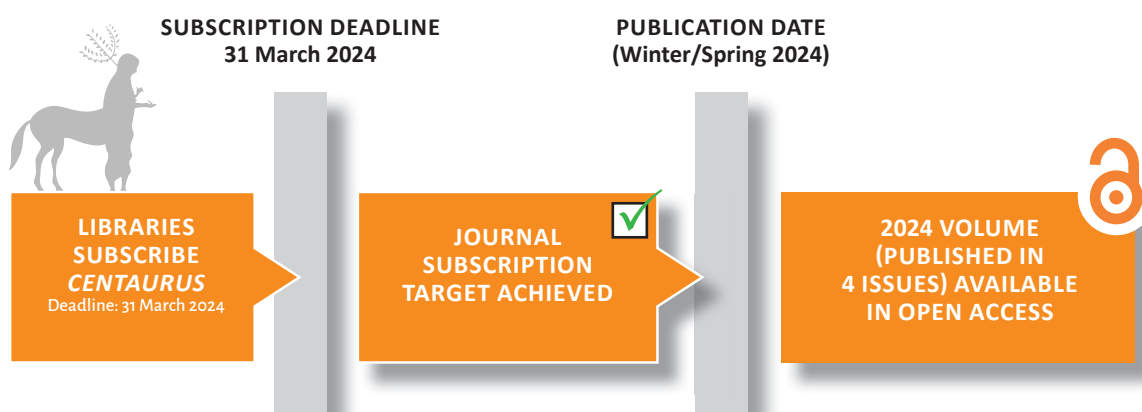 SUBSCRIPTION DEADLINE
31 March 2024
PUBLICATION DATE
(Winter/Spring 2024)
LIBRARIES
SUBSCRIBE
CENTAURUS
Deadline: 31 March 2024
JOURNAL
SUBSCRIPTION
TARGET ACHIEVED
2024 VOLUME
(PUBLISHED IN
4 ISSUES) AVAILABLE
IN OPEN ACCESS